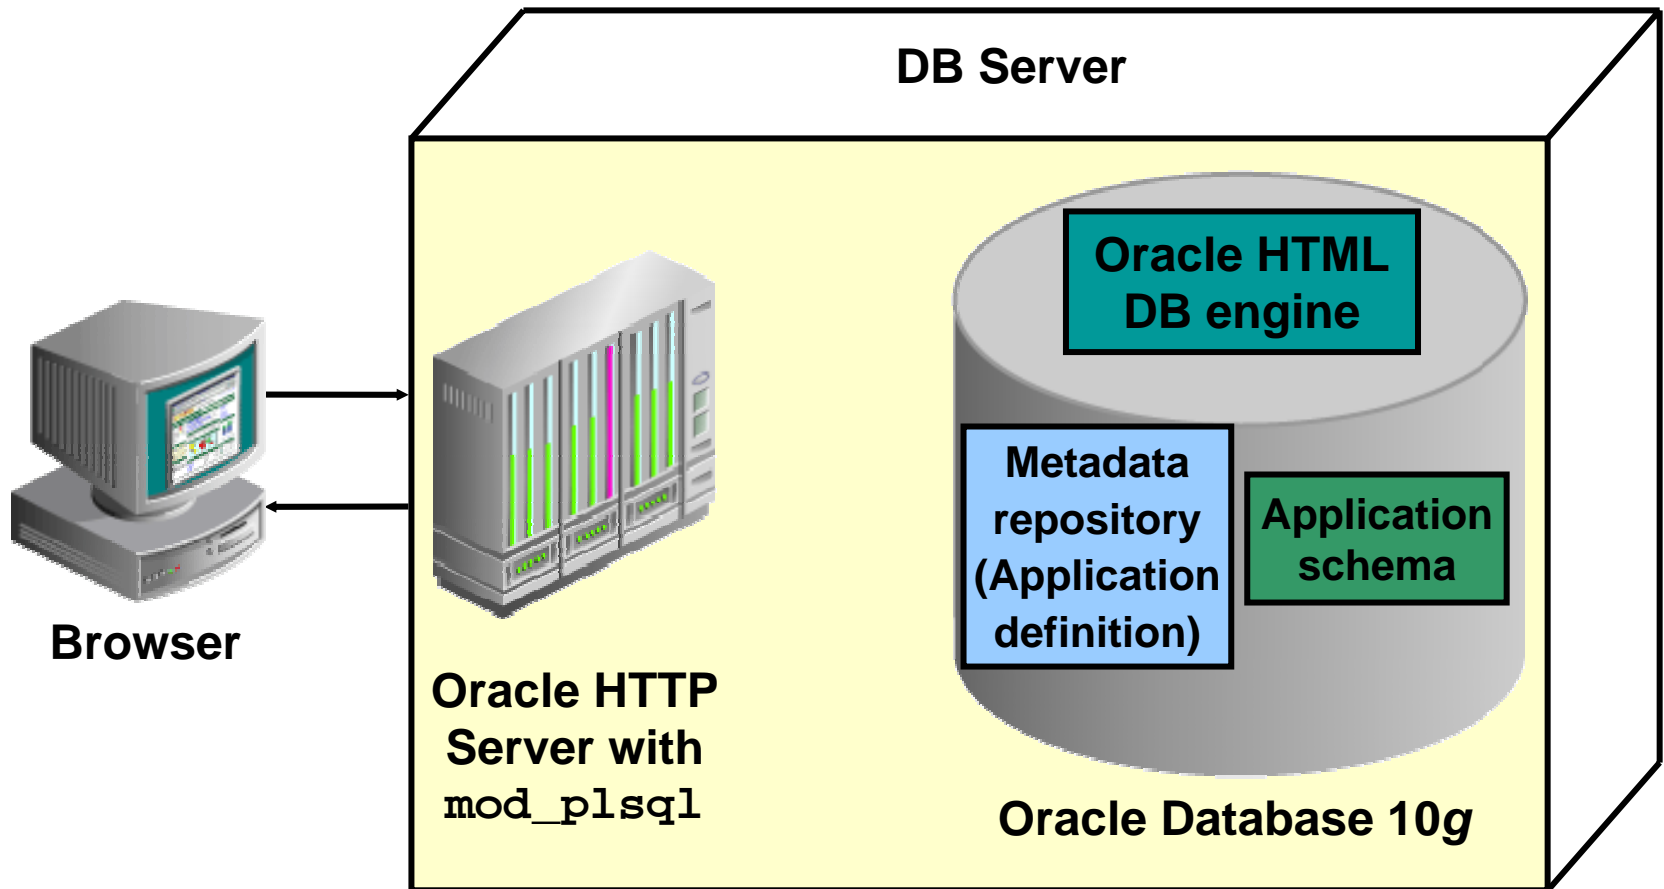 DB Server
Oracle HTML
DB engine
Metadata
repository
(Application
definition)
Application
schema
Browser
Oracle HTTP
Server with
mod_plsql
Oracle Database 10g